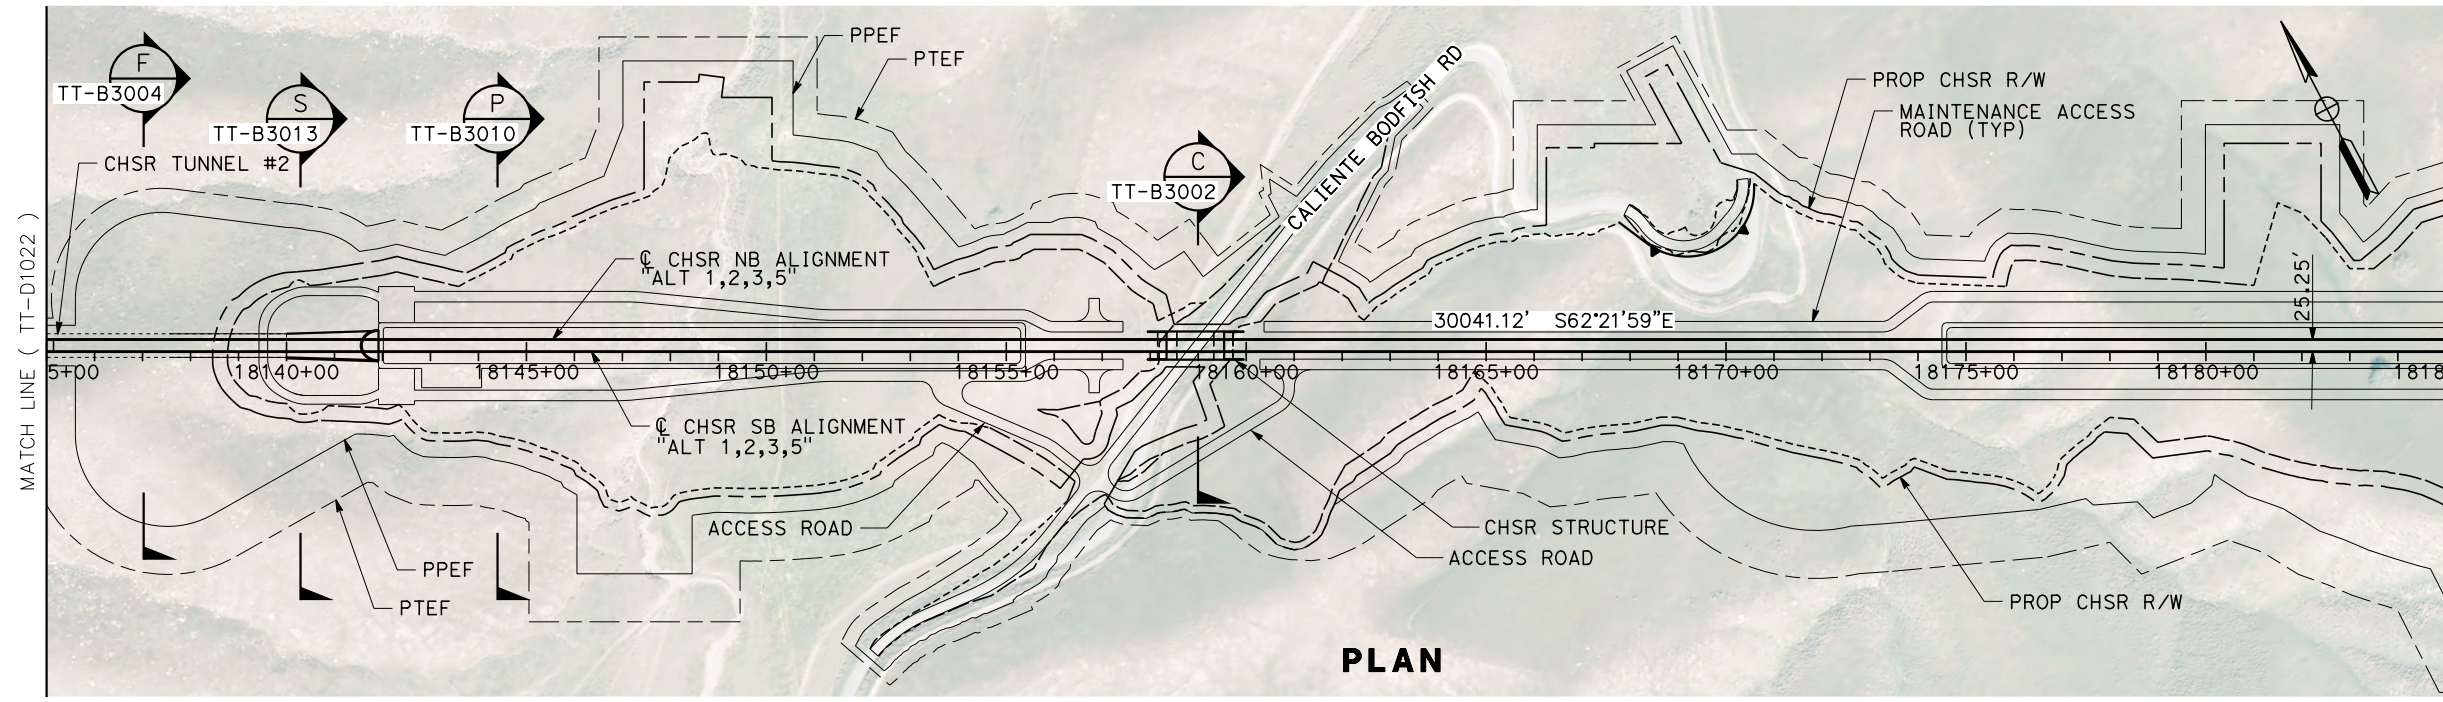 PPEF
PTEF
F
TT-B3004
S
TT-B3013
P
TT-B3010
C
TT-B3002
CHSR TUNNEL #2
CALIENTE BODFISH RD
PROP CHSR R/W
MAINTENANCE ACCESS
ROAD (TYP)
MATCH LINE ( TT-D1022 )
℄ CHSR NB ALIGNMENT
"ALT 1,2,3,5"
30041.12' S62°21'59"E
25.25'
5+00
18140+00
18145+00
18150+00
18155+00
18160+00
18165+00
18170+00
18175+00
18180+00
18
℄ CHSR SB ALIGNMENT
"ALT 1,2,3,5"
ACCESS ROAD
CHSR STRUCTURE
ACCESS ROAD
PPEF
PTEF
PROP CHSR R/W
PLAN